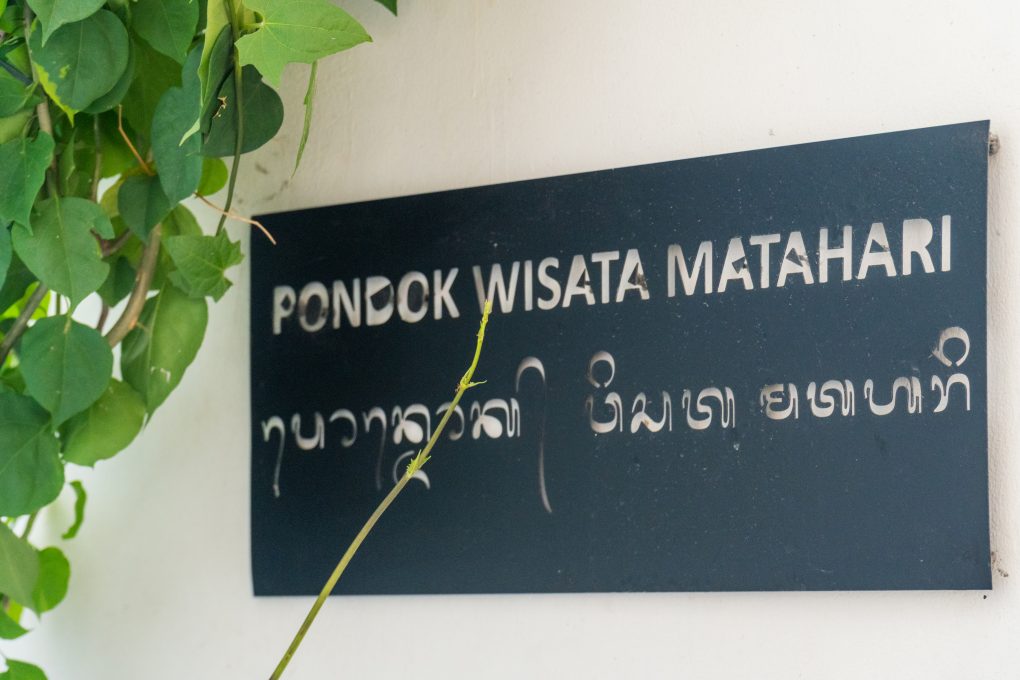 PONDOK WISATA MATAHARI
ᬧᭀᬦ᭄ᬤᭀᬓ᭄ ᬯᬶᬲᬢ ᬫᬢᬳᬭᬶ